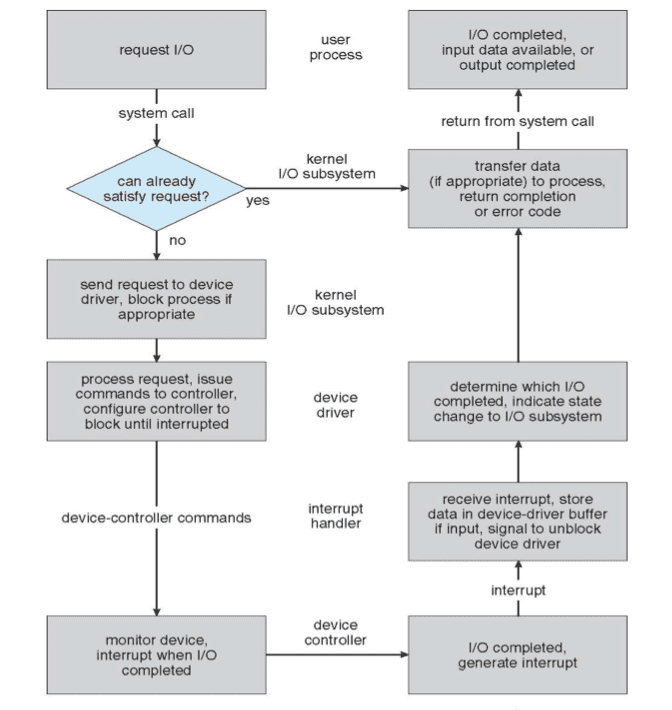 request I/O
user
process
I/O completed,
input data available, or
output completed
system call
return from system call
can already
satisfy request?
kernel
I/O subsystem
yes
transfer data
(if appropriate) to process,
return completion
or error code
no
send request to device
driver, block process if
appropriate
kernel
I/O subsystem
process request, issue
commands to controller,
configure controller to
block until interrupted
device
driver
determine which I/O
completed, indicate state
change to I/O subsystem
device-controller commands
interrupt
handler
receive interrupt, store
data in device-driver buffer
if input, signal to unblock
device driver
interrupt
monitor device,
interrupt when I/O
completed
device
controller
I/O completed,
generate interrupt